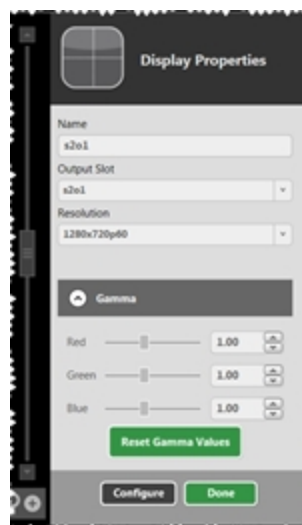 Display Properties
Name
s2o1
Output Slot
s2o1
Resolution
1280x720p60
Gamma
Red 1.00
Green 1.00
Blue 1.00
Reset Gamma Values
Configure Done